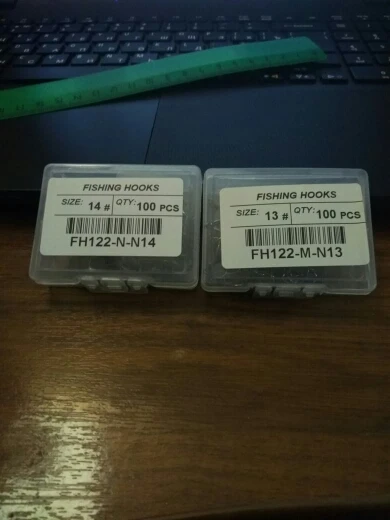 FISHING HOOKS
SIZE: 14 # QTY: 100 PCS
FH122-N-N14
FISHING HOOKS
SIZE: 13 # QTY: 100 PCS
FH122-M-N13